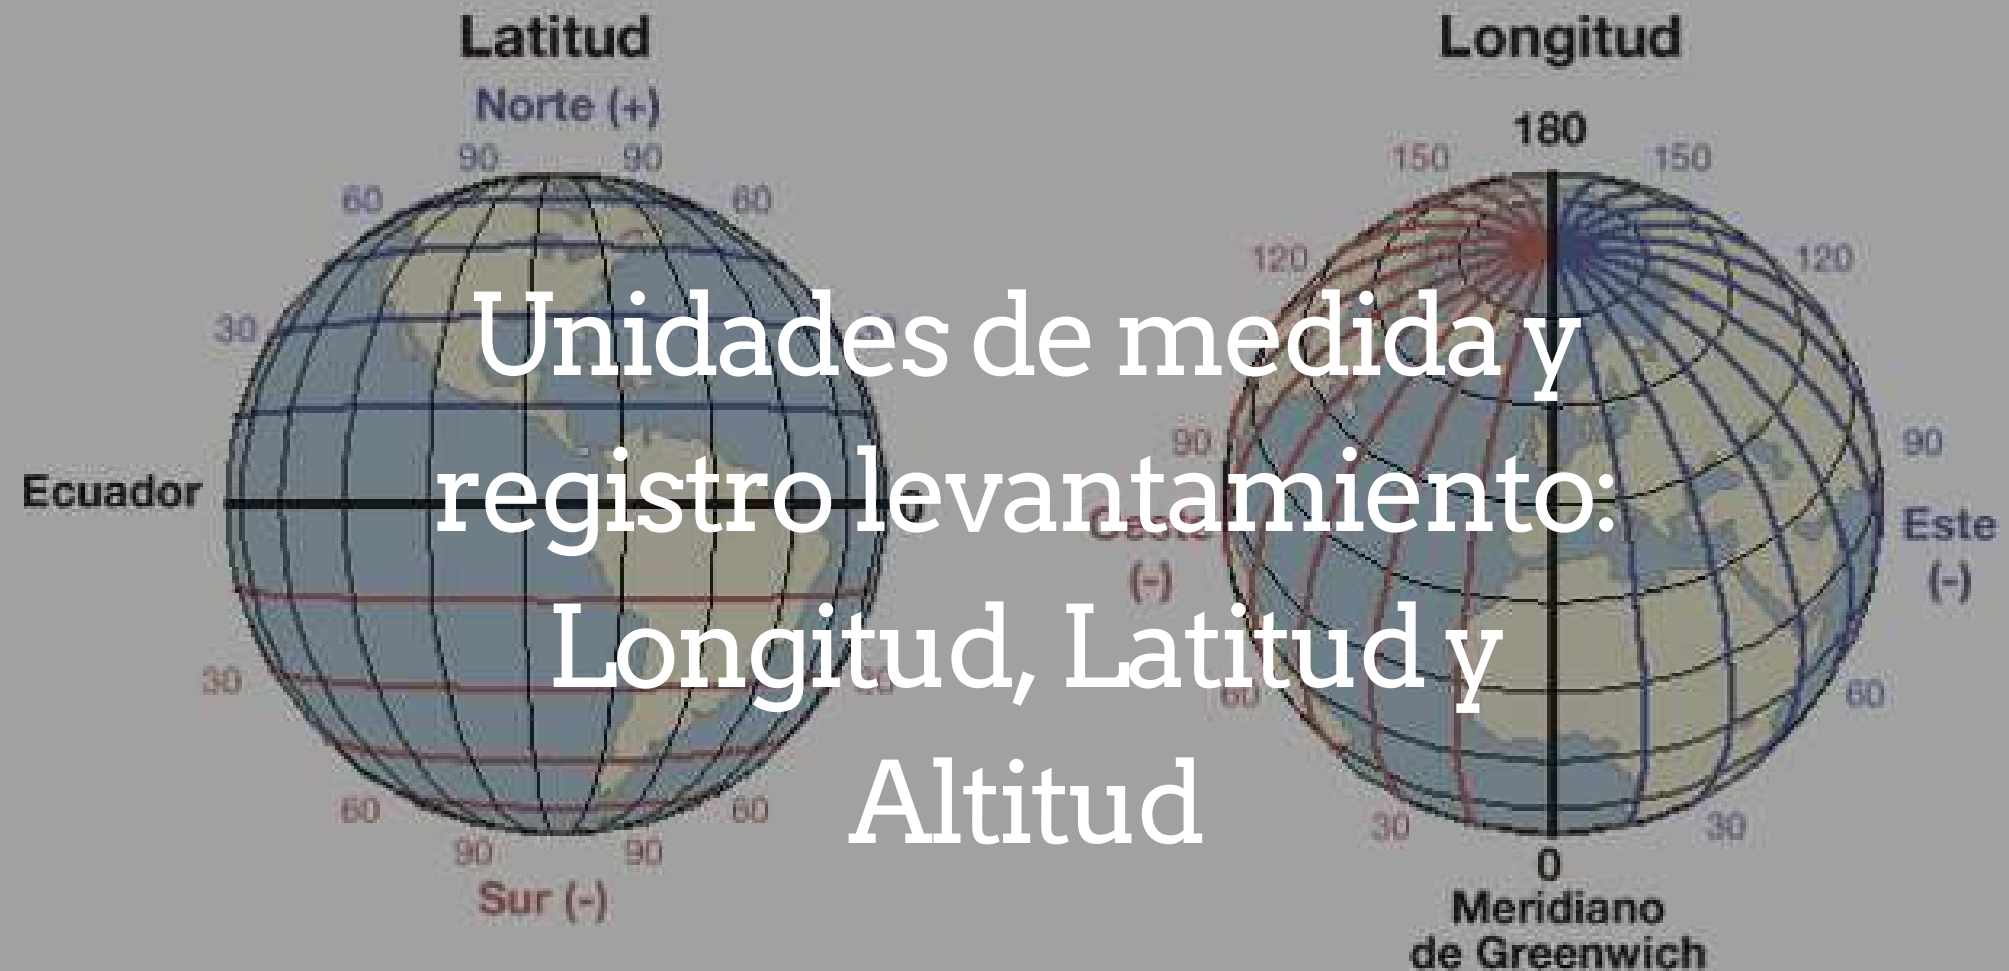 Latitud
Norte (+)
90 90
60 60
30
Ecuador
30
60 60
90 90
Sur (-)
Longitud
180
150 150
120 120
90 90
Oeste Este
(-) (-)
60 60
30 30
0
Meridiano
de Greenwich
Unidades de medida y
registro levantamiento:
Longitud, Latitud y
Altitud